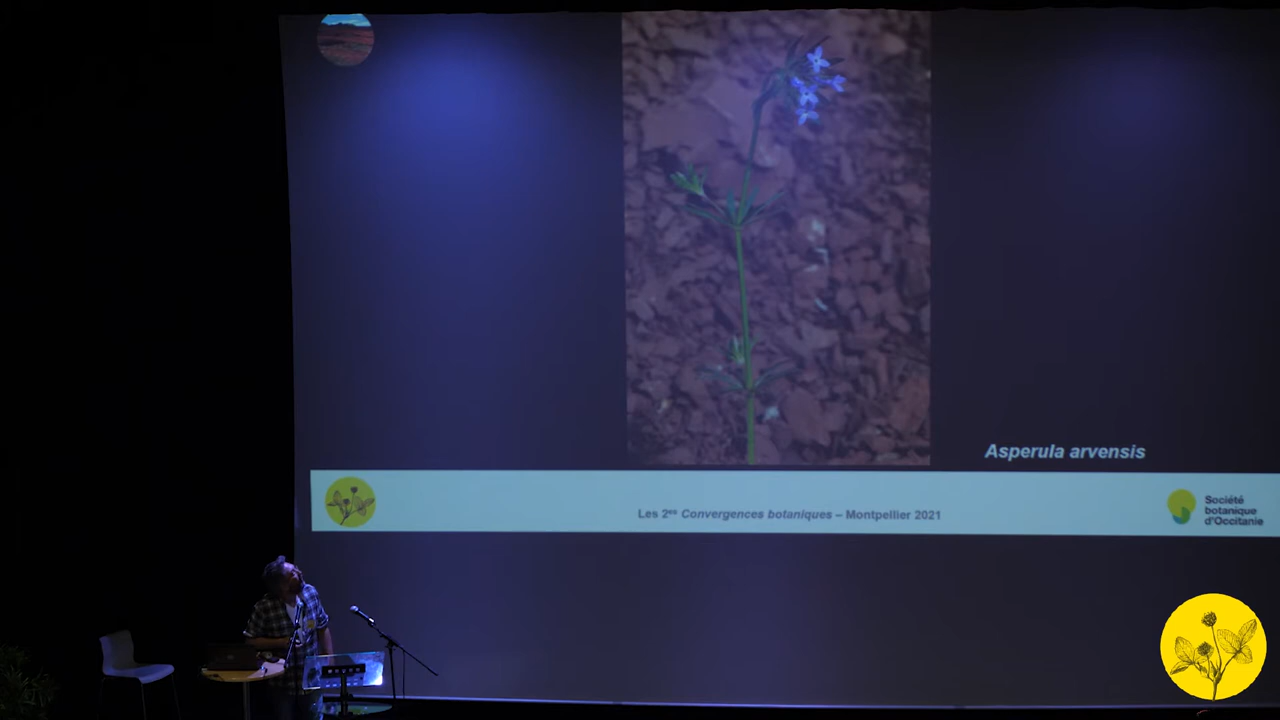 Asperula arvensis
Les 2es Convergences botaniques – Montpellier 2021
Société
botanique
d'Occitanie